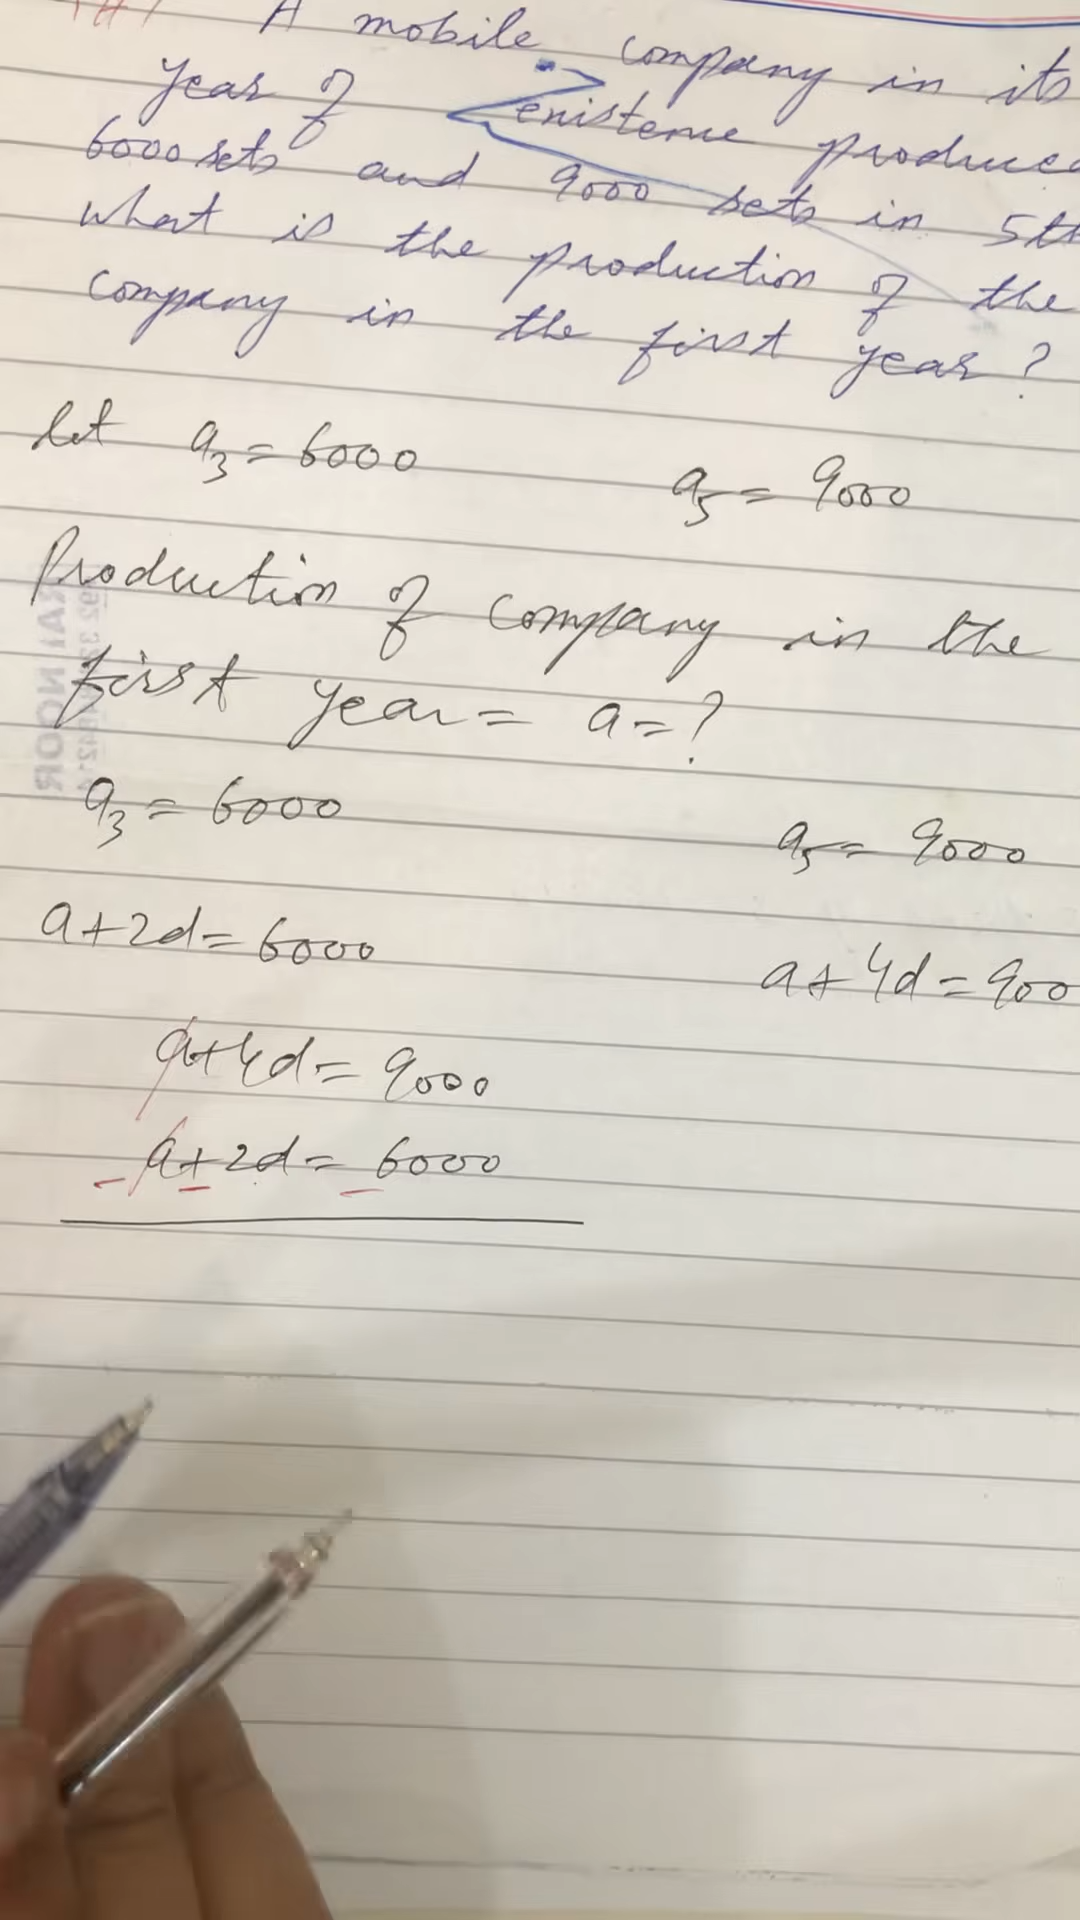 A mobile company in its
year of existence produced
6000 sets and 9000 sets in 5th
what is the production of the
company in the first year?
let a₃ = 6000 a₅ = 9000
Production of company in the
first year = a = ?
a₃ = 6000 a₅ = 9000
a + 2d = 6000 a + 4d = 900
a + 4d = 9000
- a + 2d = 6000
- -